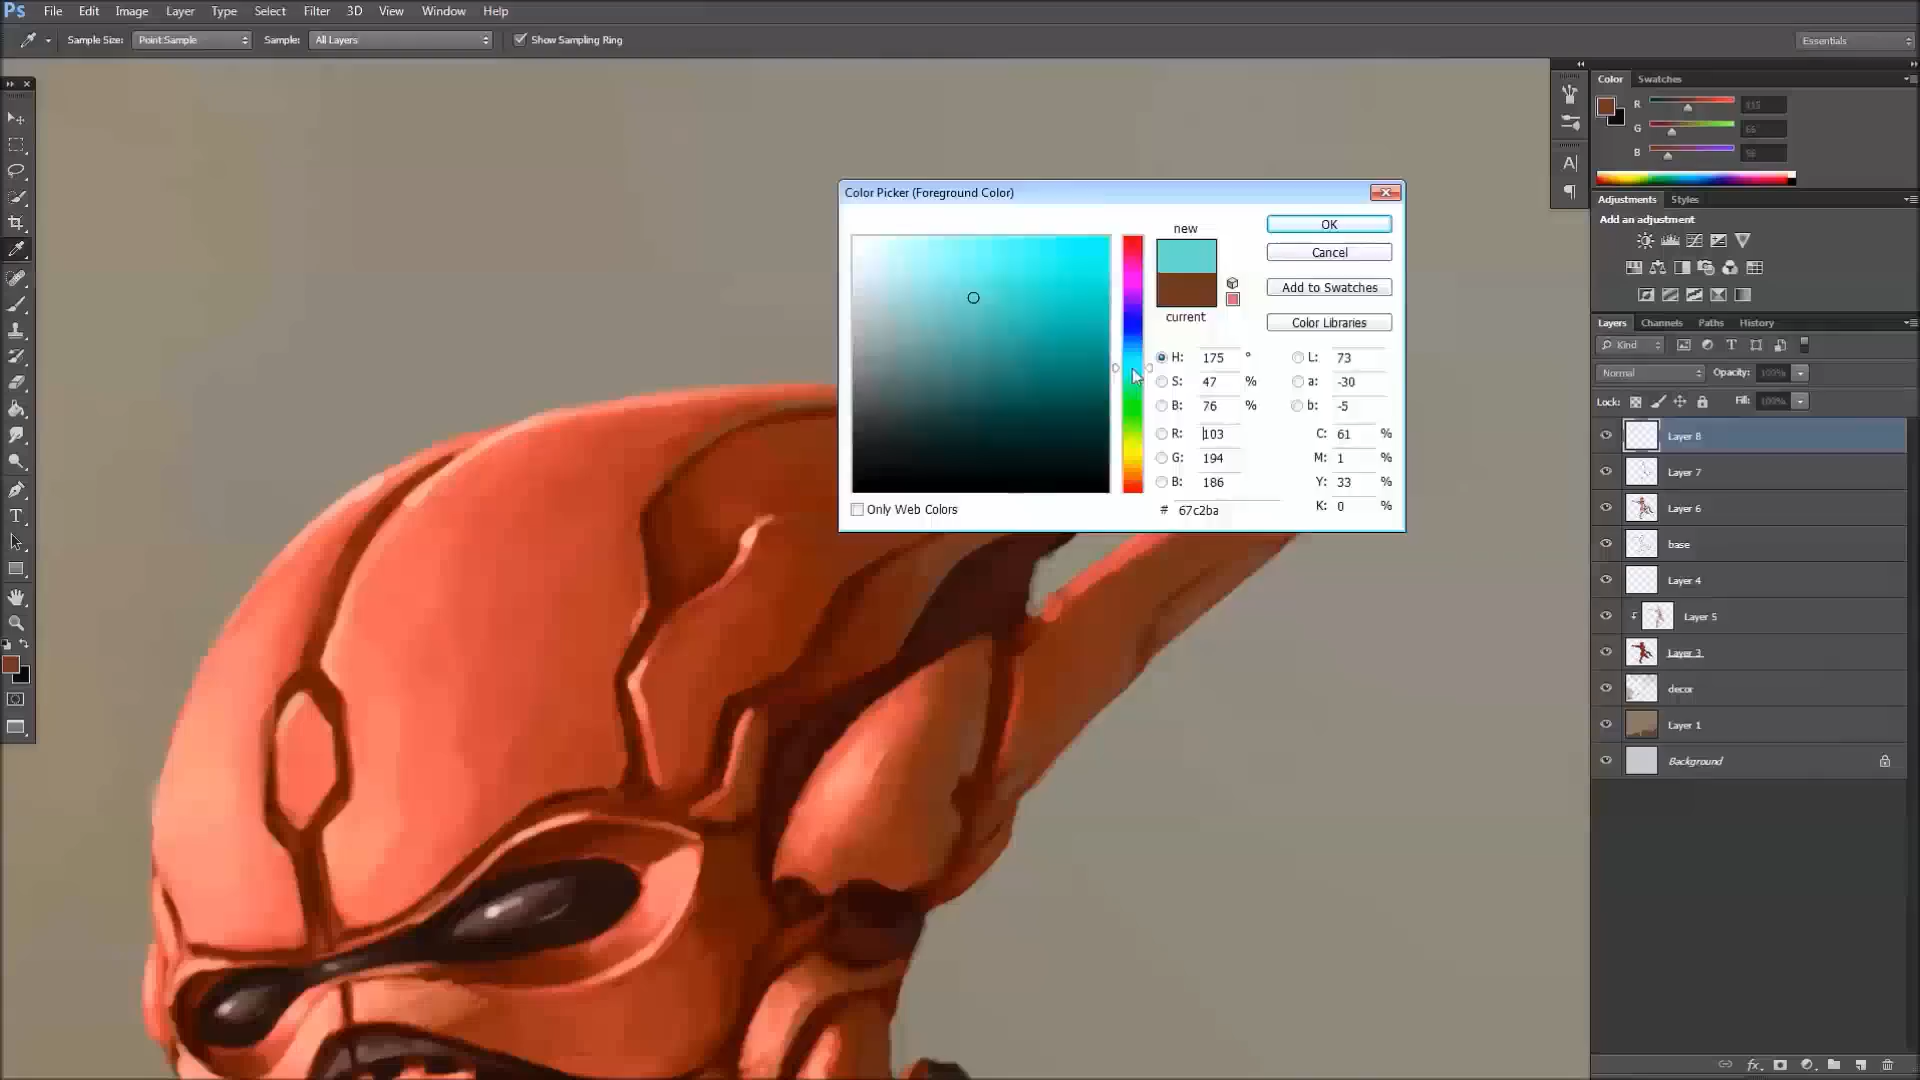 Ps File Edit Image Layer Type Select Filter 3D View Window Help
Sample Size: Point Sample Sample: All Layers Show Sampling Ring Essentials
Color Swatches
R 115
G
B
Adjustments Styles
Add an adjustment
Layers Channels Paths History
Kind
Normal Opacity: 100%
Lock: Fill: 100%
Layer 8
Layer 7
Layer 6
base
Layer 4
Layer 5
Layer 3
decor
Layer 1
Background
Color Picker (Foreground Color)
new
current
OK
Cancel
Add to Swatches
Color Libraries
H: 175 ° L: 73
S: 47 % a: -30
B: 76 % b: -5
R: 103 C: 61 %
G: 194 M: 1 %
B: 186 Y: 33 %
# 67c2ba K: 0 %
Only Web Colors